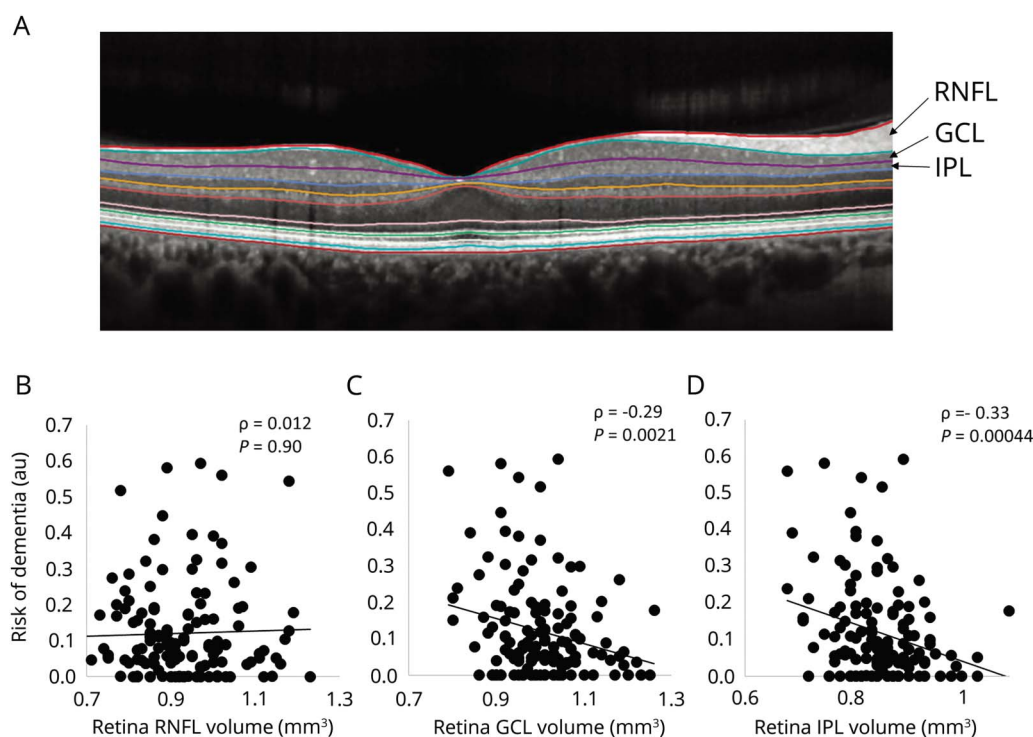 A
RNFL
GCL
IPL
B
ρ = 0.012
P = 0.90
0.7
0.6
0.5
0.4
0.3
0.2
0.1
0.0
Risk of dementia (au)
0.7 0.9 1.1 1.3
Retina RNFL volume (mm³)
C
ρ = -0.29
P = 0.0021
0.7
0.6
0.5
0.4
0.3
0.2
0.1
0.0
0.7 0.9 1.1 1.3
Retina GCL volume (mm³)
D
ρ =- 0.33
P = 0.00044
0.7
0.6
0.5
0.4
0.3
0.2
0.1
0.0
0.6 0.8 1
Retina IPL volume (mm³)